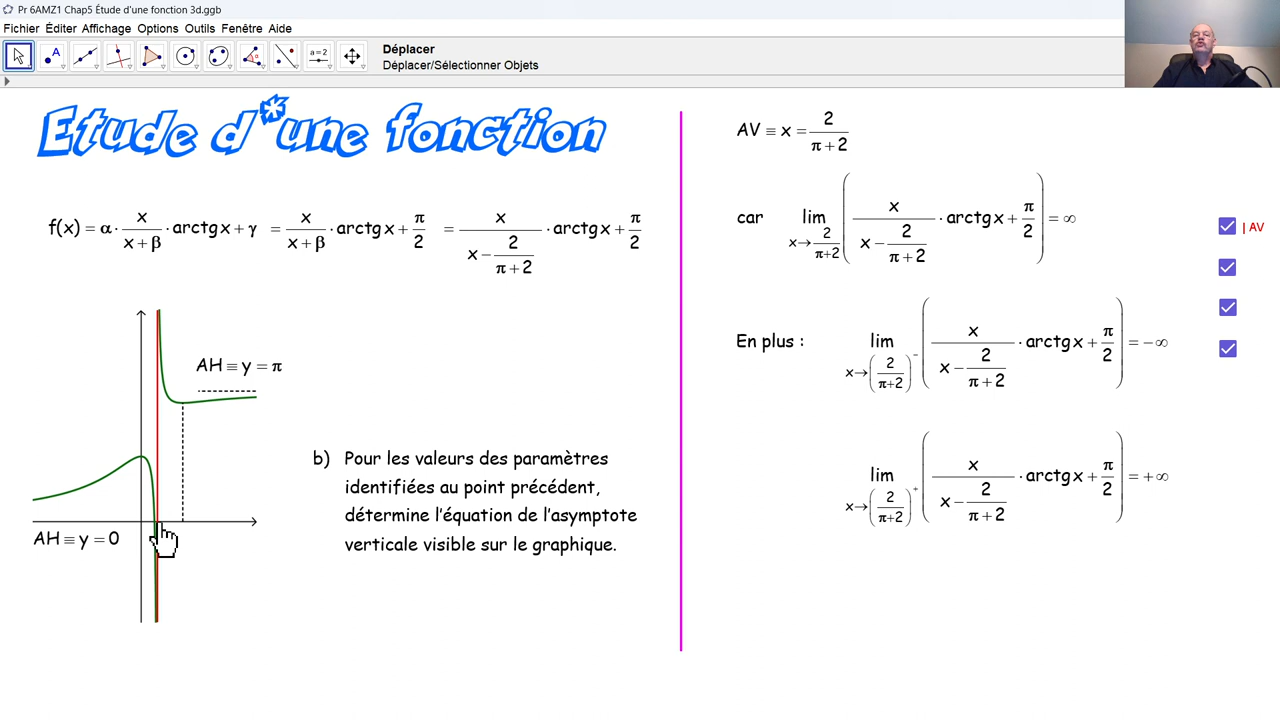 Pr 6AMZ1 Chap5 Étude d'une fonction 3d.ggb
Fichier Éditer Affichage Options Outils Fenêtre Aide
A
a=2
Déplacer
Déplacer/Sélectionner Objets
Etude d'une fonction
f(x) = α · x/(x+β) · arctg x + γ = x/(x+β) · arctg x + π/2 = x/(x − 2/(π+2)) · arctg x + π/2
AH ≡ y = π
AH ≡ y = 0
b) Pour les valeurs des paramètres
identifiées au point précédent,
détermine l'équation de l'asymptote
verticale visible sur le graphique.
AV ≡ x = 2/(π+2)
car lim x→2/(π+2) (x/(x − 2/(π+2)) · arctg x + π/2) = ∞
En plus : lim x→(2/(π+2))⁻ (x/(x − 2/(π+2)) · arctg x + π/2) = −∞
lim x→(2/(π+2))⁺ (x/(x − 2/(π+2)) · arctg x + π/2) = +∞
| AV